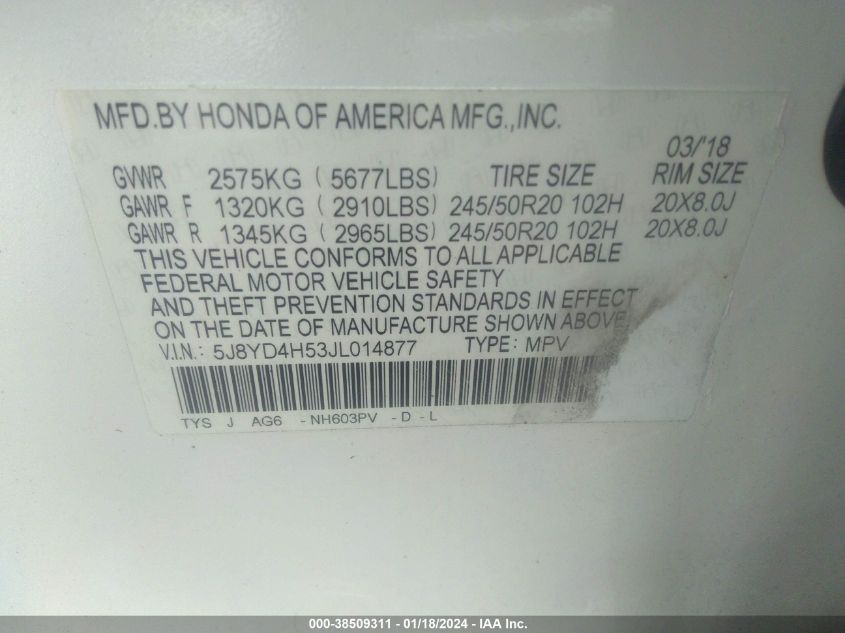 MFD.BY HONDA OF AMERICA MFG.,INC.
03/'18
GVWR 2575KG ( 5677LBS) TIRE SIZE RIM SIZE
GAWR F 1320KG ( 2910LBS) 245/50R20 102H 20X8.0J
GAWR R 1345KG ( 2965LBS) 245/50R20 102H 20X8.0J
THIS VEHICLE CONFORMS TO ALL APPLICABLE
FEDERAL MOTOR VEHICLE SAFETY
AND THEFT PREVENTION STANDARDS IN EFFECT
ON THE DATE OF MANUFACTURE SHOWN ABOVE.
V.I.N.: 5J8YD4H53JL014877 TYPE: MPV
TYS J AG6 - NH603PV - D - L
000-38509311 - 01/18/2024 - IAA Inc.